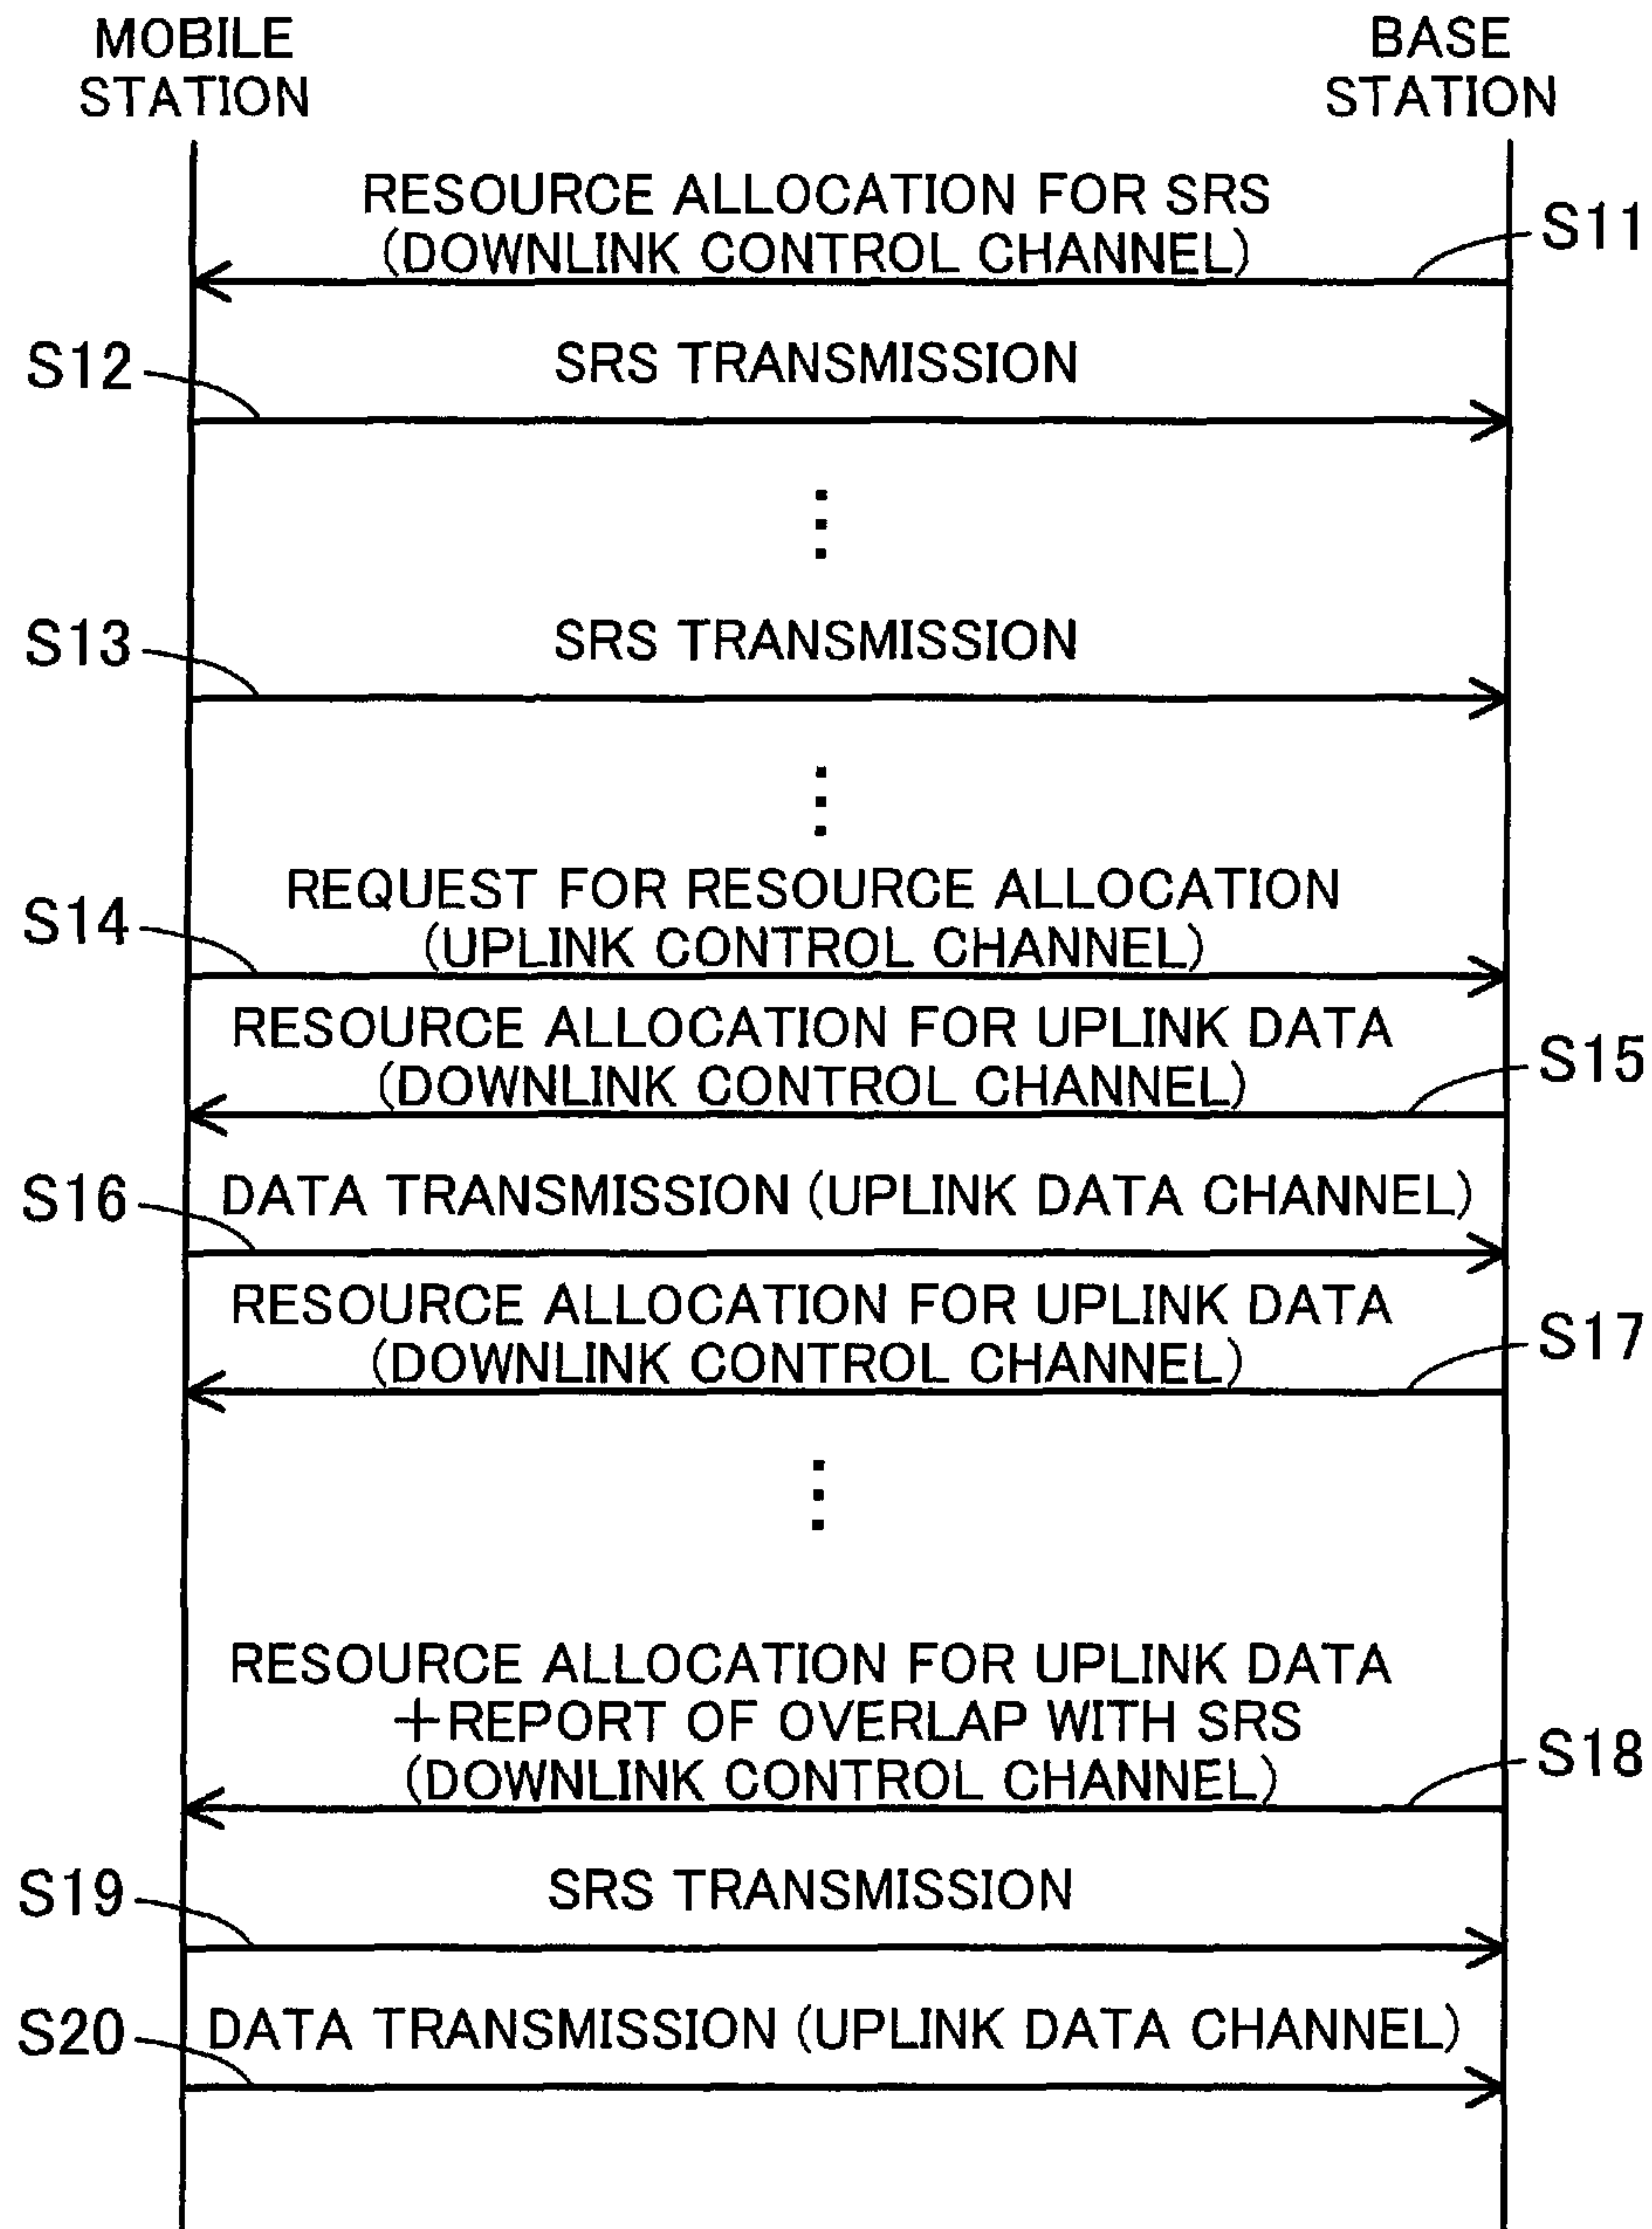 MOBILE
STATION
BASE
STATION
RESOURCE ALLOCATION FOR SRS
(DOWNLINK CONTROL CHANNEL)
S11
S12
SRS TRANSMISSION
S13
SRS TRANSMISSION
S14
REQUEST FOR RESOURCE ALLOCATION
(UPLINK CONTROL CHANNEL)
RESOURCE ALLOCATION FOR UPLINK DATA
(DOWNLINK CONTROL CHANNEL)
S15
S16
DATA TRANSMISSION (UPLINK DATA CHANNEL)
RESOURCE ALLOCATION FOR UPLINK DATA
(DOWNLINK CONTROL CHANNEL)
S17
RESOURCE ALLOCATION FOR UPLINK DATA
+REPORT OF OVERLAP WITH SRS
(DOWNLINK CONTROL CHANNEL)
S18
S19
SRS TRANSMISSION
S20
DATA TRANSMISSION (UPLINK DATA CHANNEL)